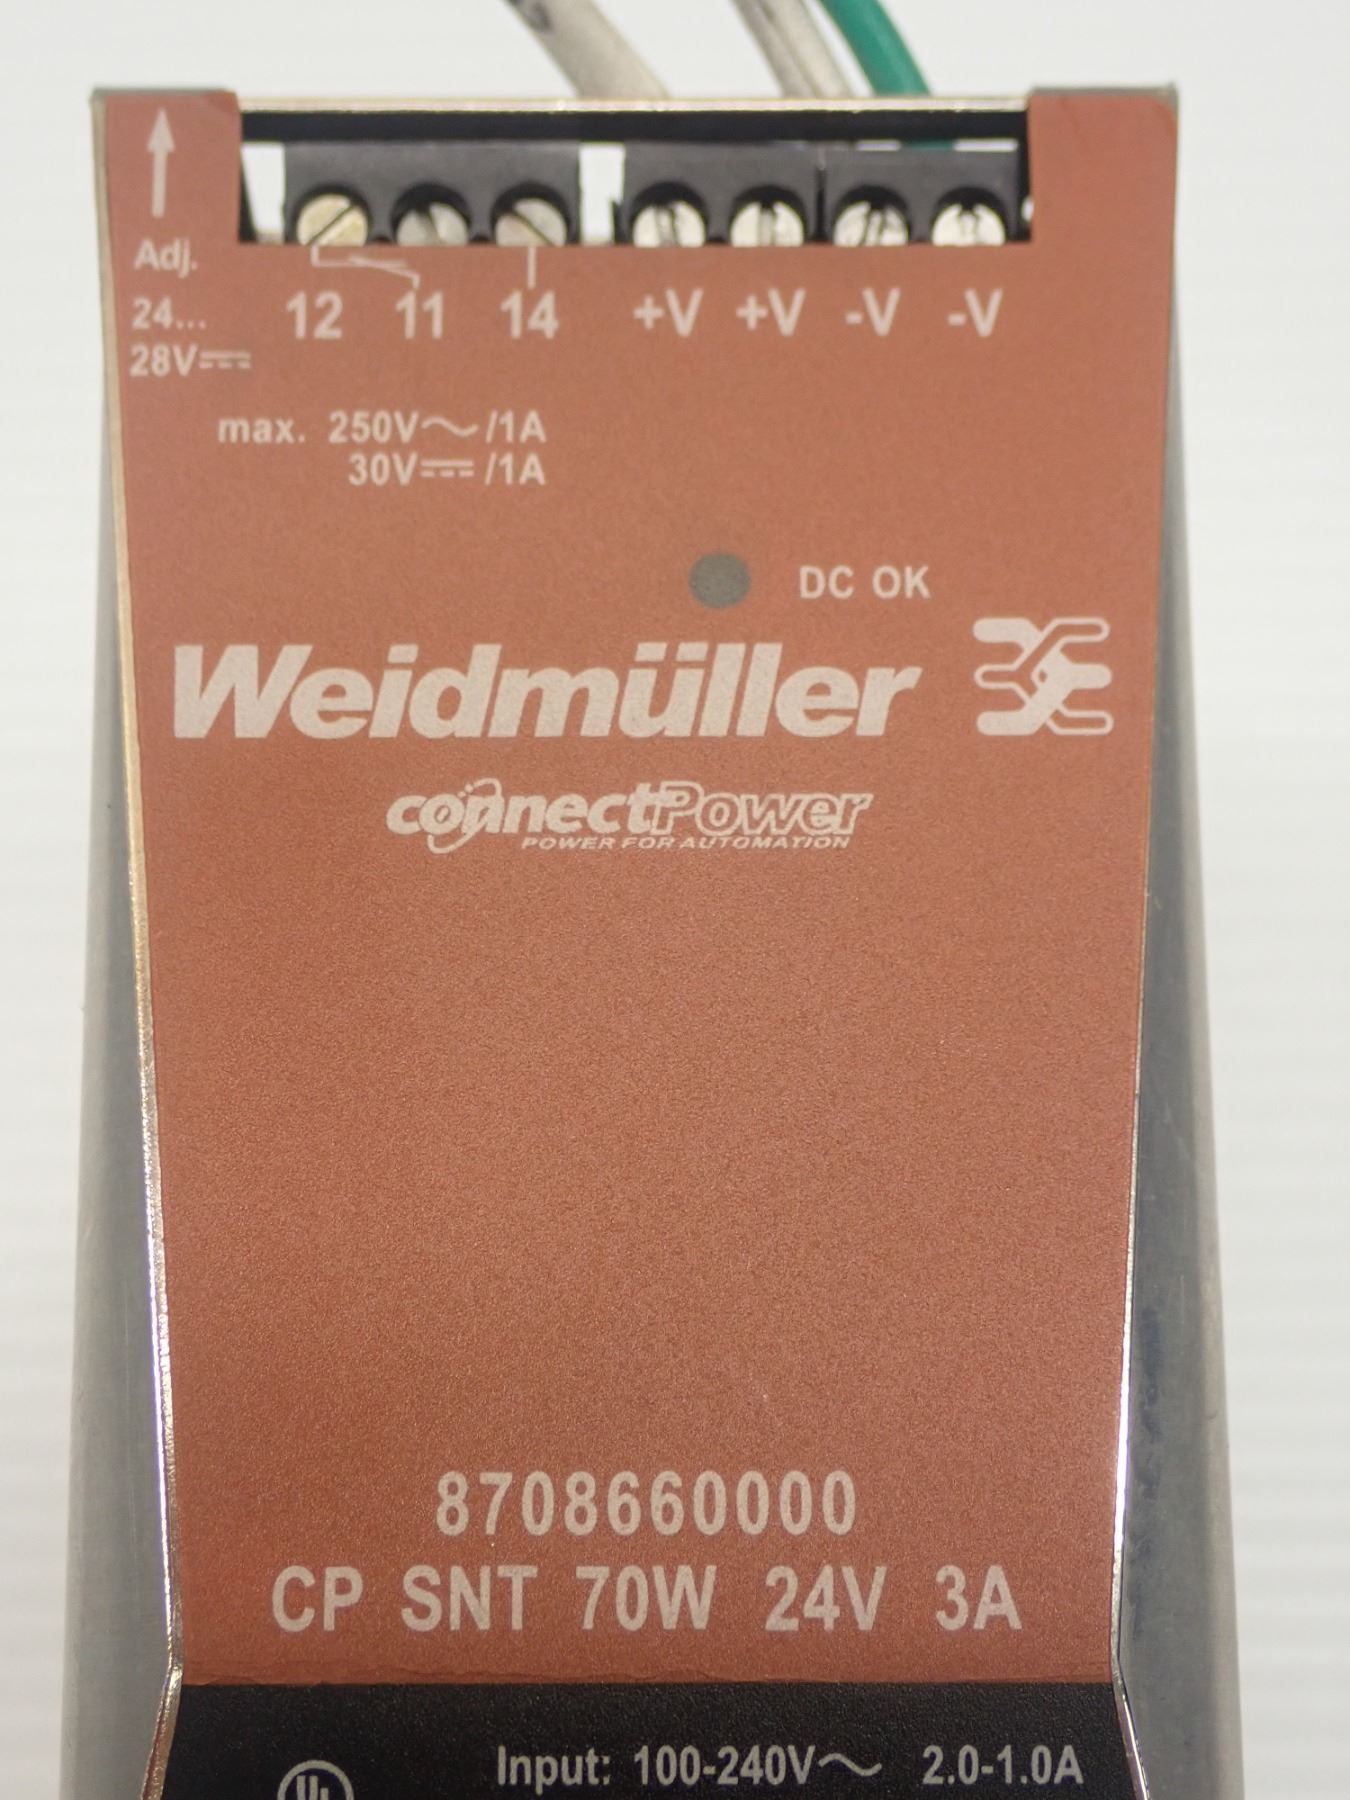 Adj.
24...
28V⎓
12 11 14 +V +V -V -V
max. 250V～/1A
30V⎓/1A
DC OK
Weidmüller
connectPower
POWER FOR AUTOMATION
8708660000
CP SNT 70W 24V 3A
Input: 100-240V～ 2.0-1.0A
UL